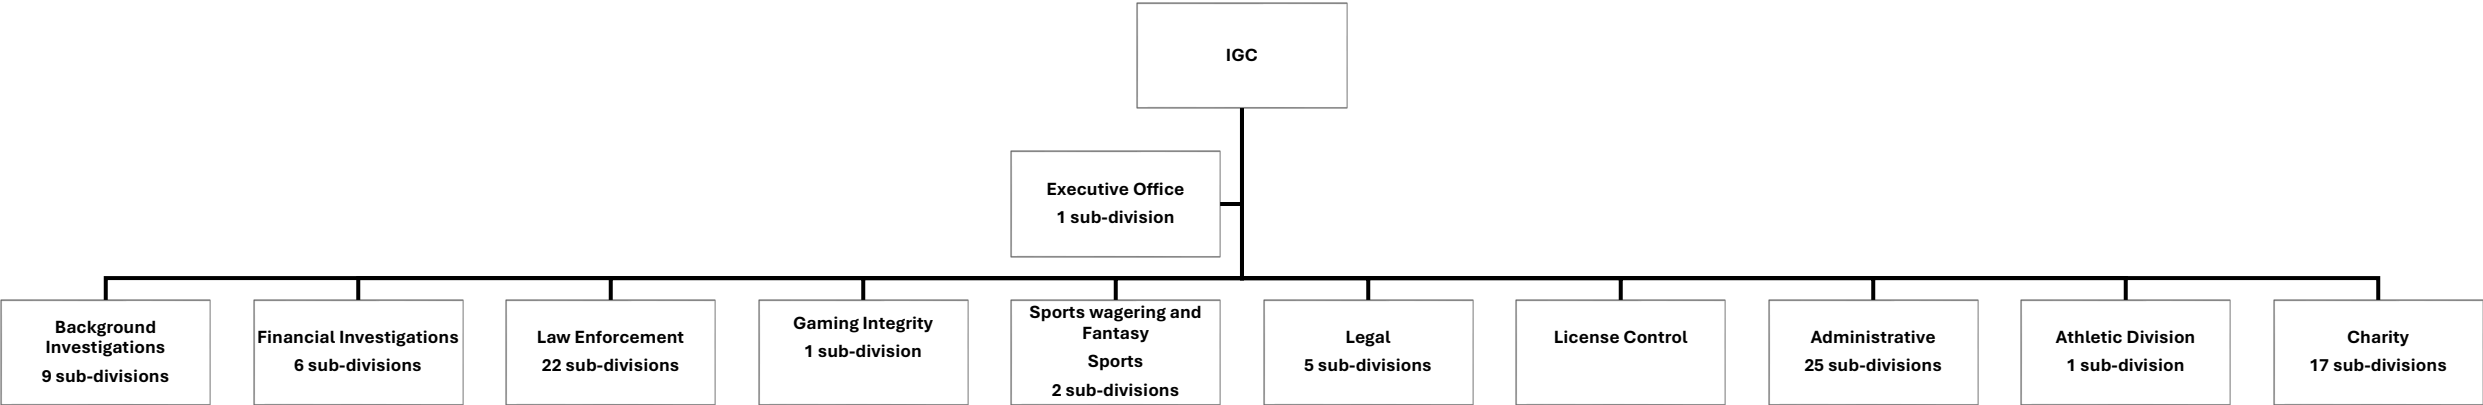 IGC
Executive Office
1 sub-division
Background
Investigations
9 sub-divisions
Financial Investigations
6 sub-divisions
Law Enforcement
22 sub-divisions
Gaming Integrity
1 sub-division
Sports wagering and
Fantasy
Sports
2 sub-divisions
Legal
5 sub-divisions
License Control
Administrative
25 sub-divisions
Athletic Division
1 sub-division
Charity
17 sub-divisions